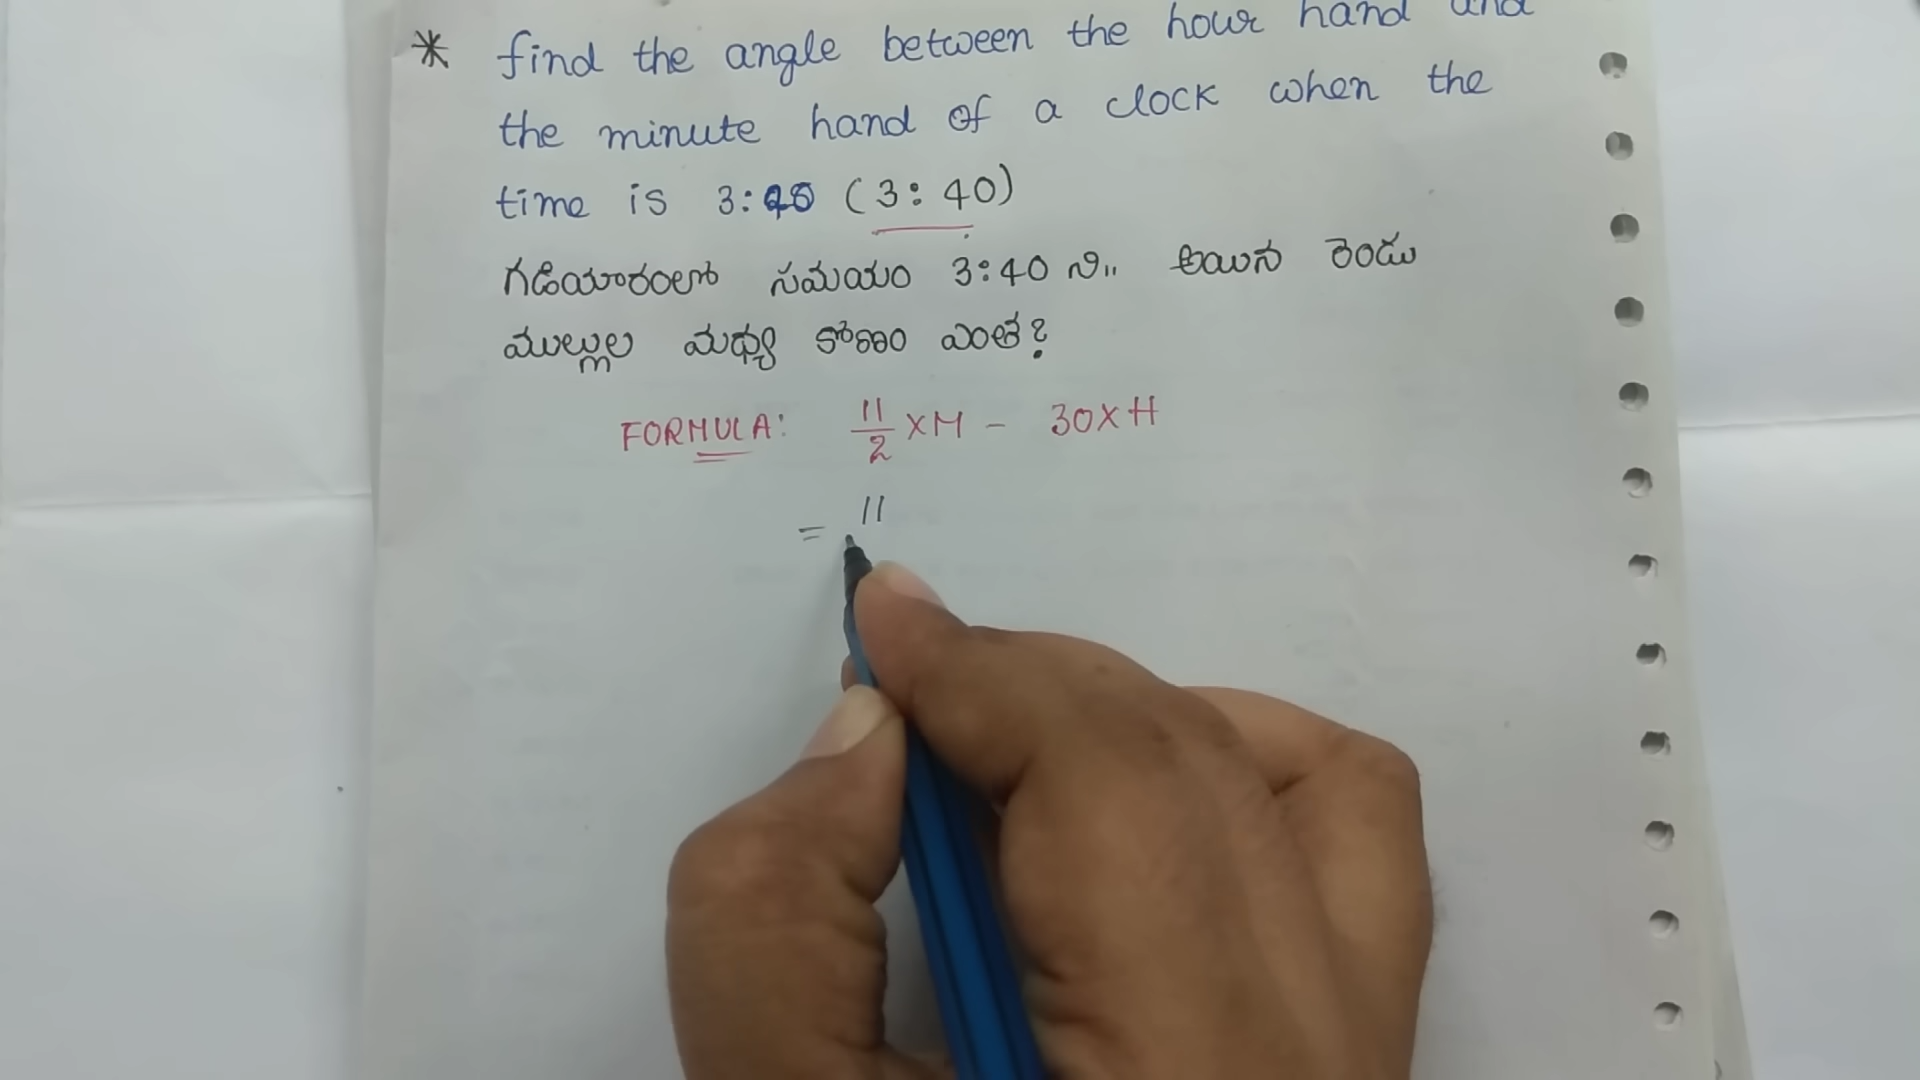 * find the angle between the hour hand and
the minute hand of a clock when the
time is 3: (3:40)
గడియారంలో సమయం 3:40 ని,, అయిన రెండు
ముల్లుల మధ్య కోణం ఎంత?
FORMULA: 11/2 X M - 30 X H
= 11